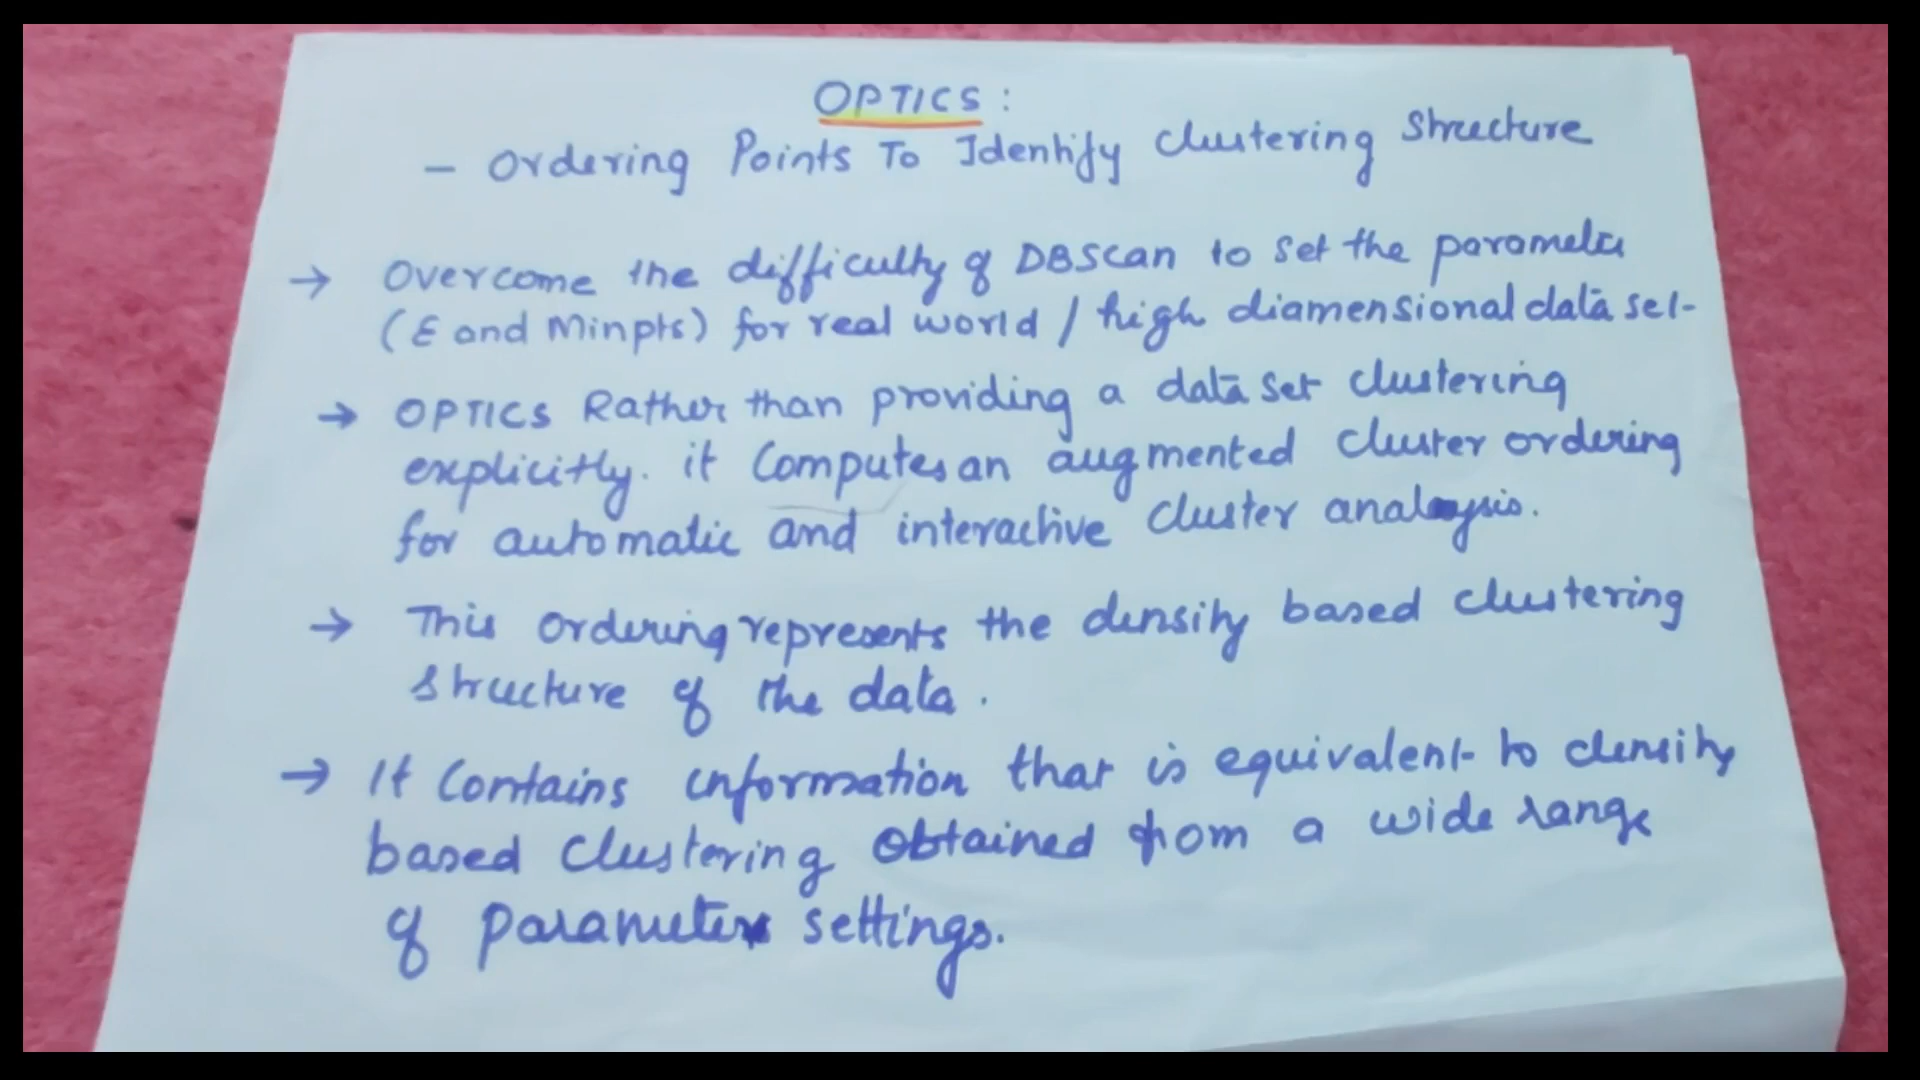 OPTICS :
- Ordering Points To Identify Clustering Structure
→ Overcome the difficulty of DBSCAN to set the parameter
(ε and Minpts) for real world / high diamensional data set
→ OPTICS Rather than providing a data set clustering
explicitly. it Computes an augmented cluster ordering
for automatic and interactive cluster analysis.
→ This ordering represents the density based clustering
structure of the data.
→ It Contains information that is equivalent to density
based clustering obtained from a wide range
of parameter settings.